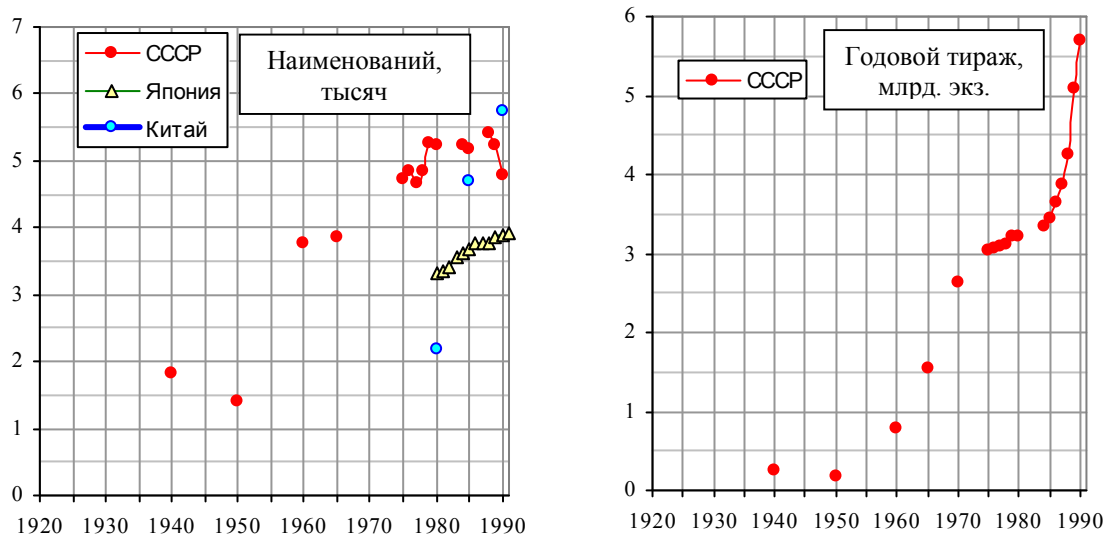 7
6
5
4
3
2
1
0
СССР
Япония
Китай
Наименований,
тысяч
1920 1930 1940 1950 1960 1970 1980 1990
6
5
4
3
2
1
0
СССР
Годовой тираж,
млрд. экз.
1920 1930 1940 1950 1960 1970 1980 1990